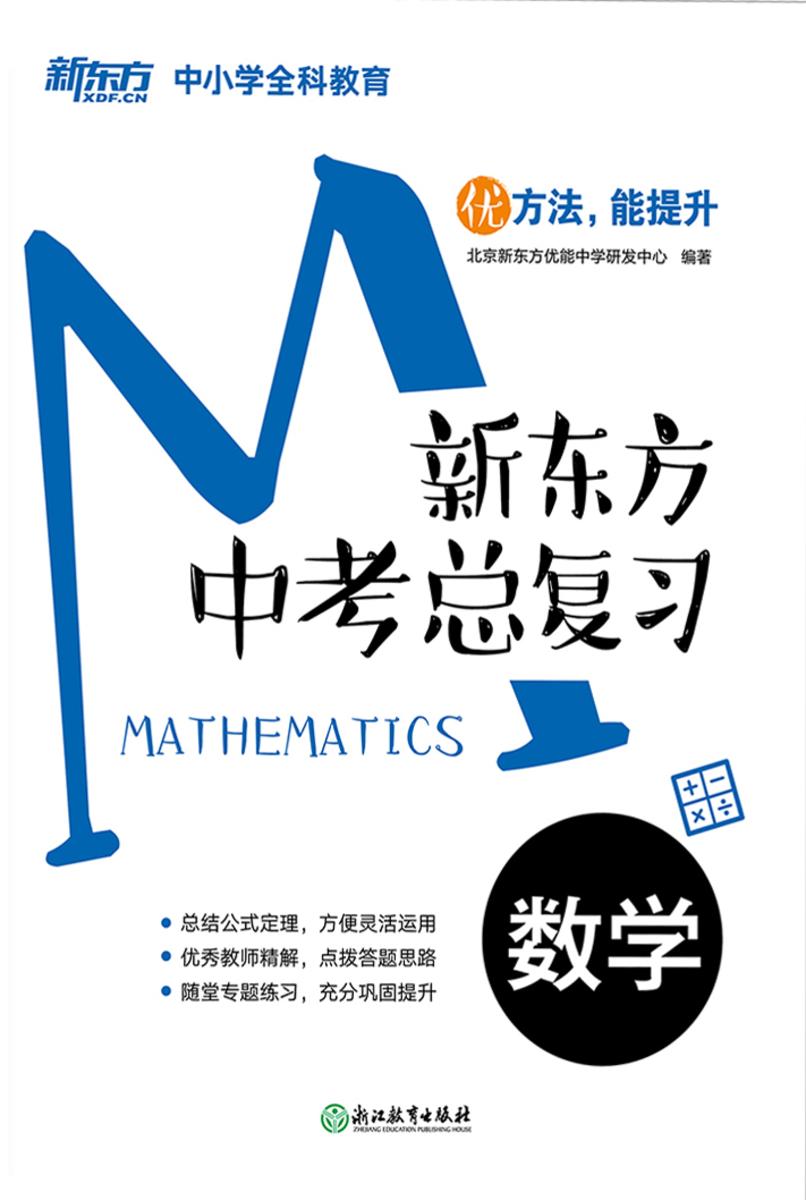 新东方 中小学全科教育
XDF.CN
优方法，能提升
北京新东方优能中学研发中心 编著
新东方
中考总复习
MATHEMATICS
+ −
× ÷
数学
• 总结公式定理，方便灵活运用
• 优秀教师精解，点拨答题思路
• 随堂专题练习，充分巩固提升
浙江教育出版社
ZHEJIANG EDUCATION PUBLISHING HOUSE